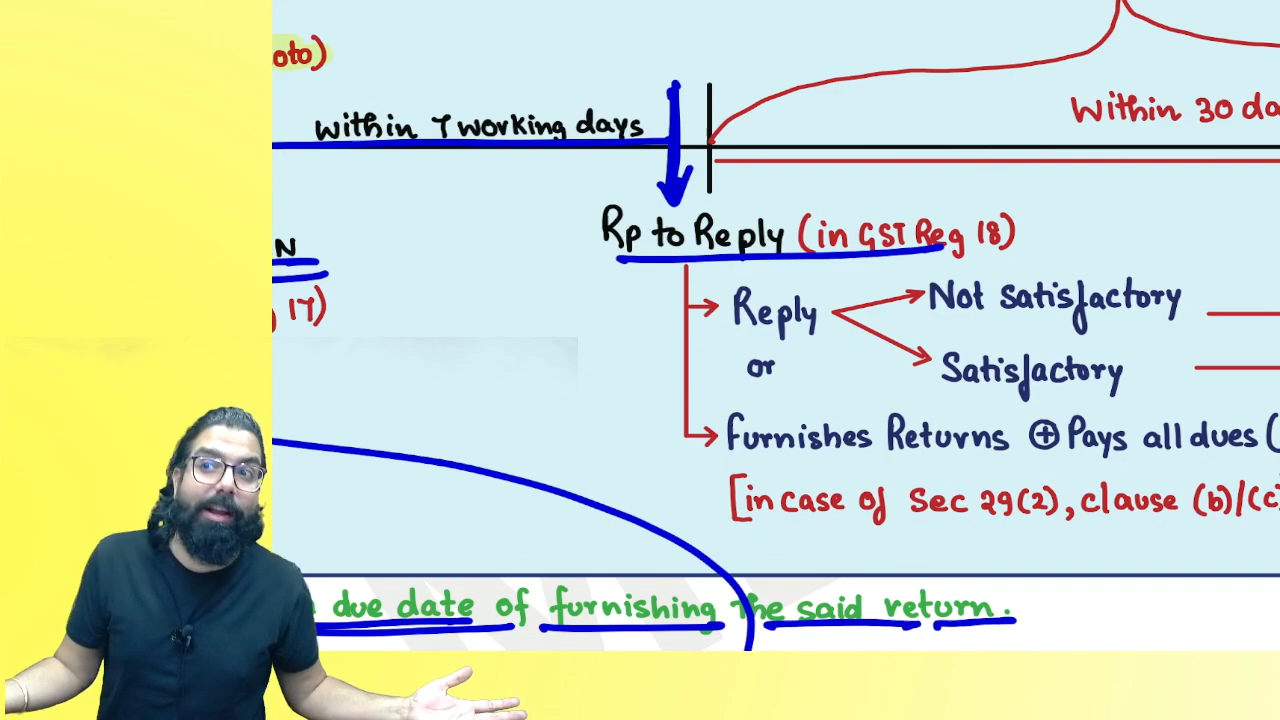 oto)
within 7 working days
Within 30 da
Rp to Reply (in GST Reg 18)
N
17)
Reply
Not satisfactory
or
Satisfactory
Furnishes Returns ⊕ Pays all dues (
[in case of Sec 29(2), clause (b)/(c)
due date of furnishing the said return.